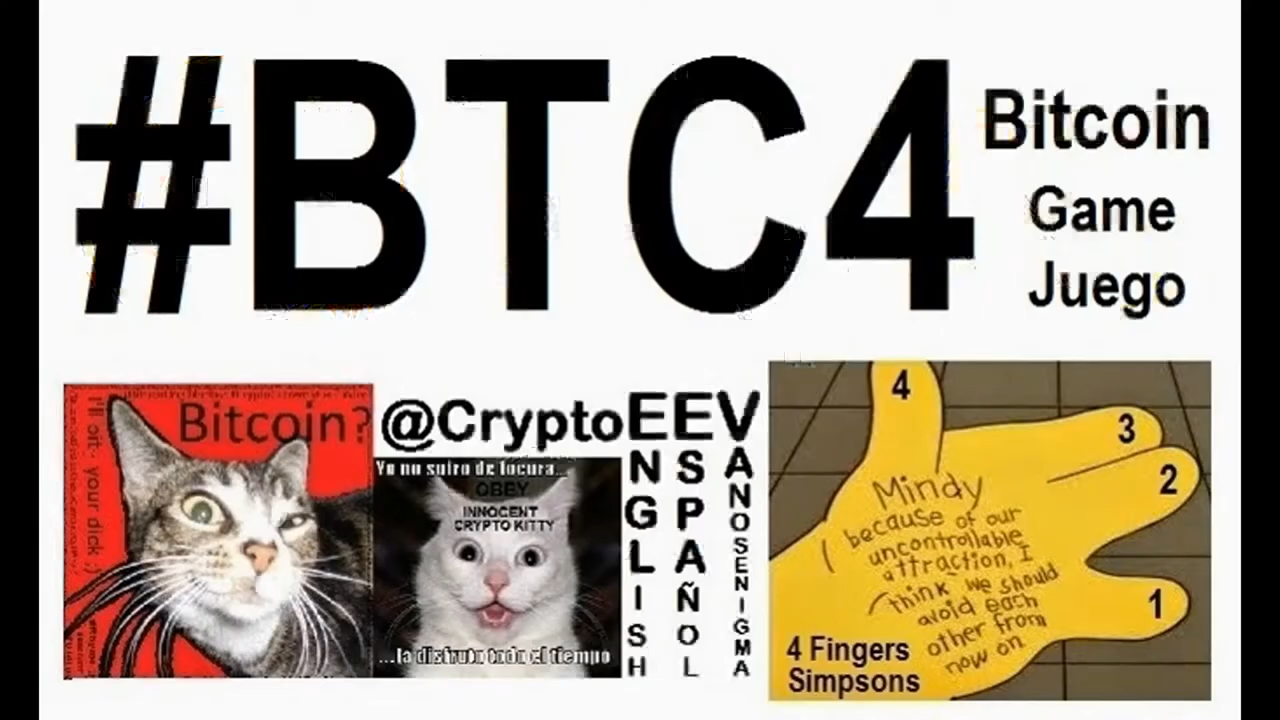 #BTC4
Bitcoin
Game
Juego
Bitcoin?
I'll bit- your dick ;)
@CryptoEEV
ENGLISH
ESPAÑOL
VANOSENIGMA
Yo no sufro de locura...
OBEY
INNOCENT
CRYPTO KITTY
...la disfruto todo el tiempo
4
3
2
1
Mindy
because of our
uncontrollable
attraction, I
think we should
avoid each
other from
now on
4 Fingers
Simpsons